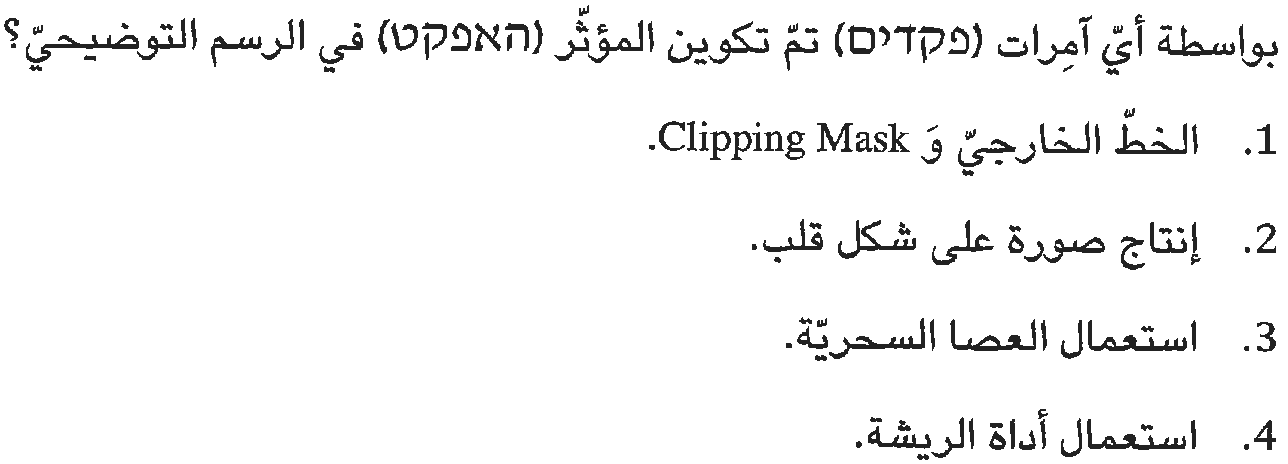 بواسطة أيّ آمِرات (פקדים) تمّ تكوين المؤثّر (האפקט) في الرسم التوضيحيّ؟
1. الخطّ الخارجيّ وَ Clipping Mask.
2. إنتاج صورة على شكل قلب.
3. استعمال العصا السحريّة.
4. استعمال أداة الريشة.